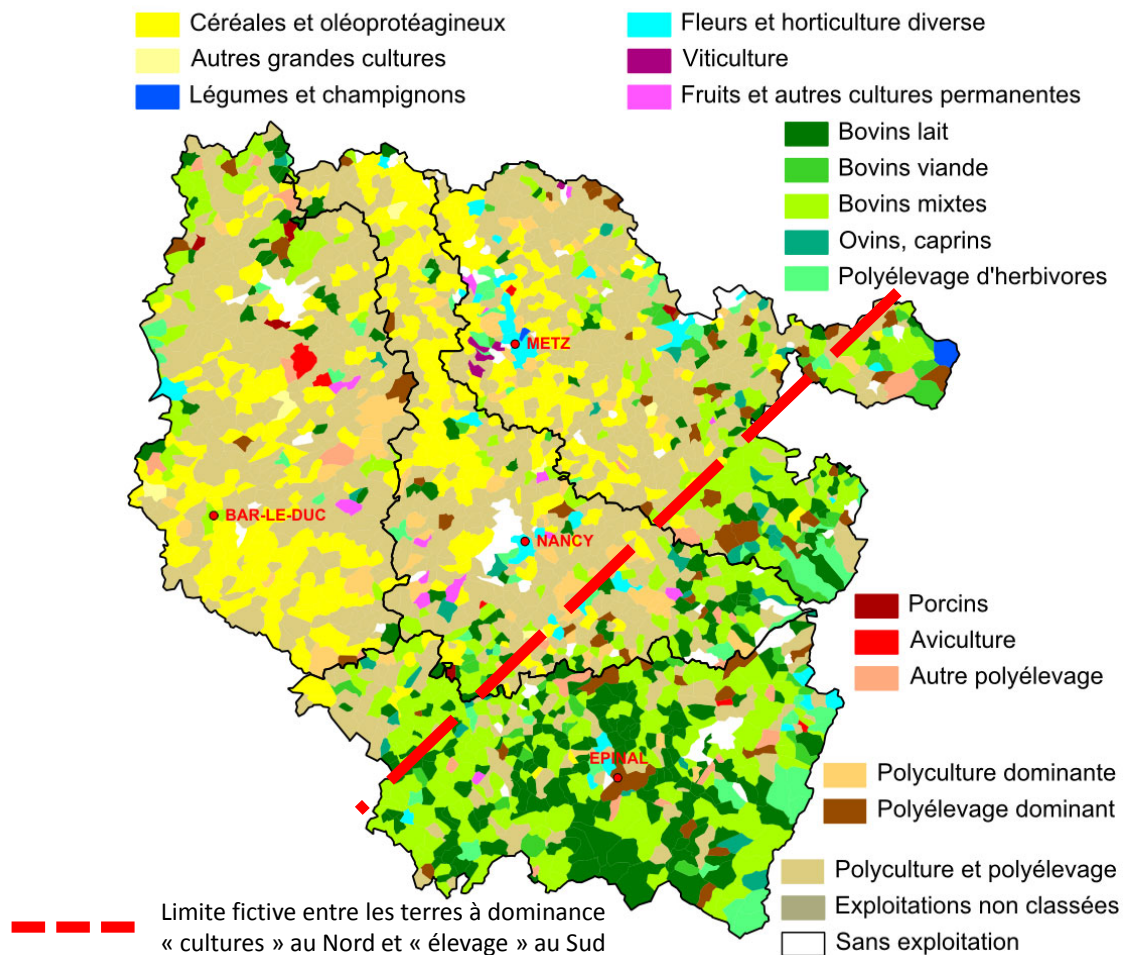 Céréales et oléoprotéagineux
Autres grandes cultures
Légumes et champignons
Fleurs et horticulture diverse
Viticulture
Fruits et autres cultures permanentes
Bovins lait
Bovins viande
Bovins mixtes
Ovins, caprins
Polyélevage d'herbivores
METZ
BAR-LE-DUC
NANCY
EPINAL
Porcins
Aviculture
Autre polyélevage
Polyculture dominante
Polyélevage dominant
Polyculture et polyélevage
Exploitations non classées
Sans exploitation
Limite fictive entre les terres à dominance
« cultures » au Nord et « élevage » au Sud